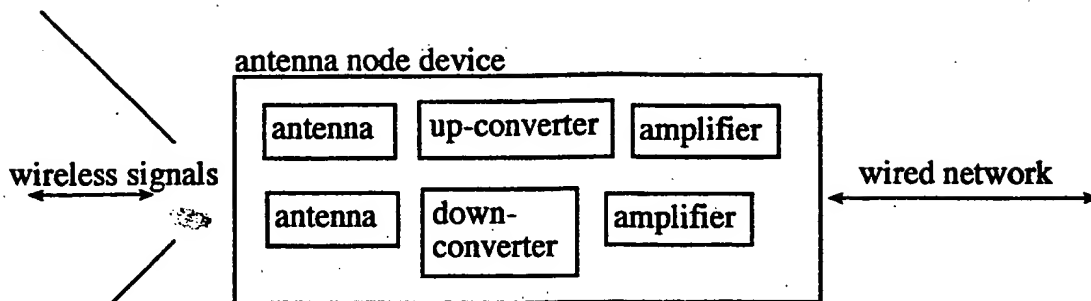 antenna node device
antenna
up-converter
amplifier
wireless signals
wired network
antenna
down-
converter
amplifier